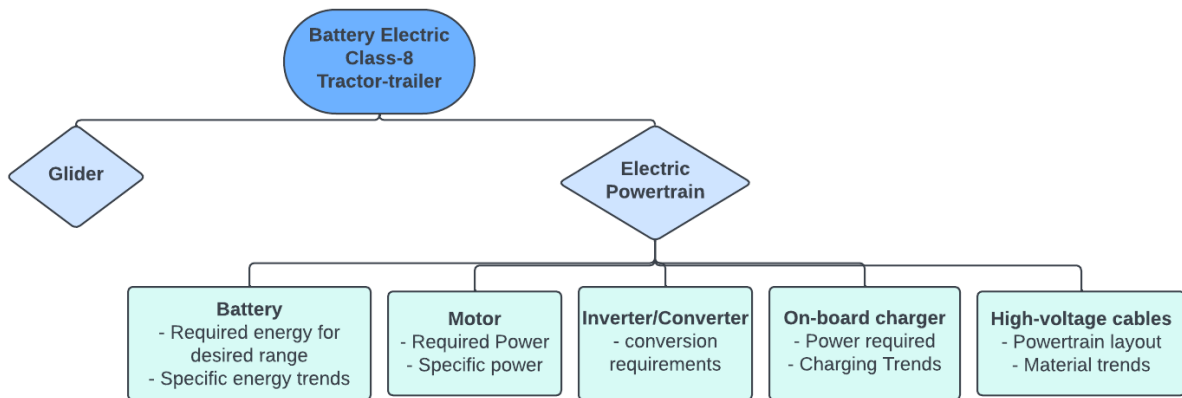 Battery Electric
Class-8
Tractor-trailer
Glider
Electric
Powertrain
Battery
- Required energy for
desired range
- Specific energy trends
Motor
- Required Power
- Specific power
Inverter/Converter
- conversion
requirements
On-board charger
- Power required
- Charging Trends
High-voltage cables
- Powertrain layout
- Material trends